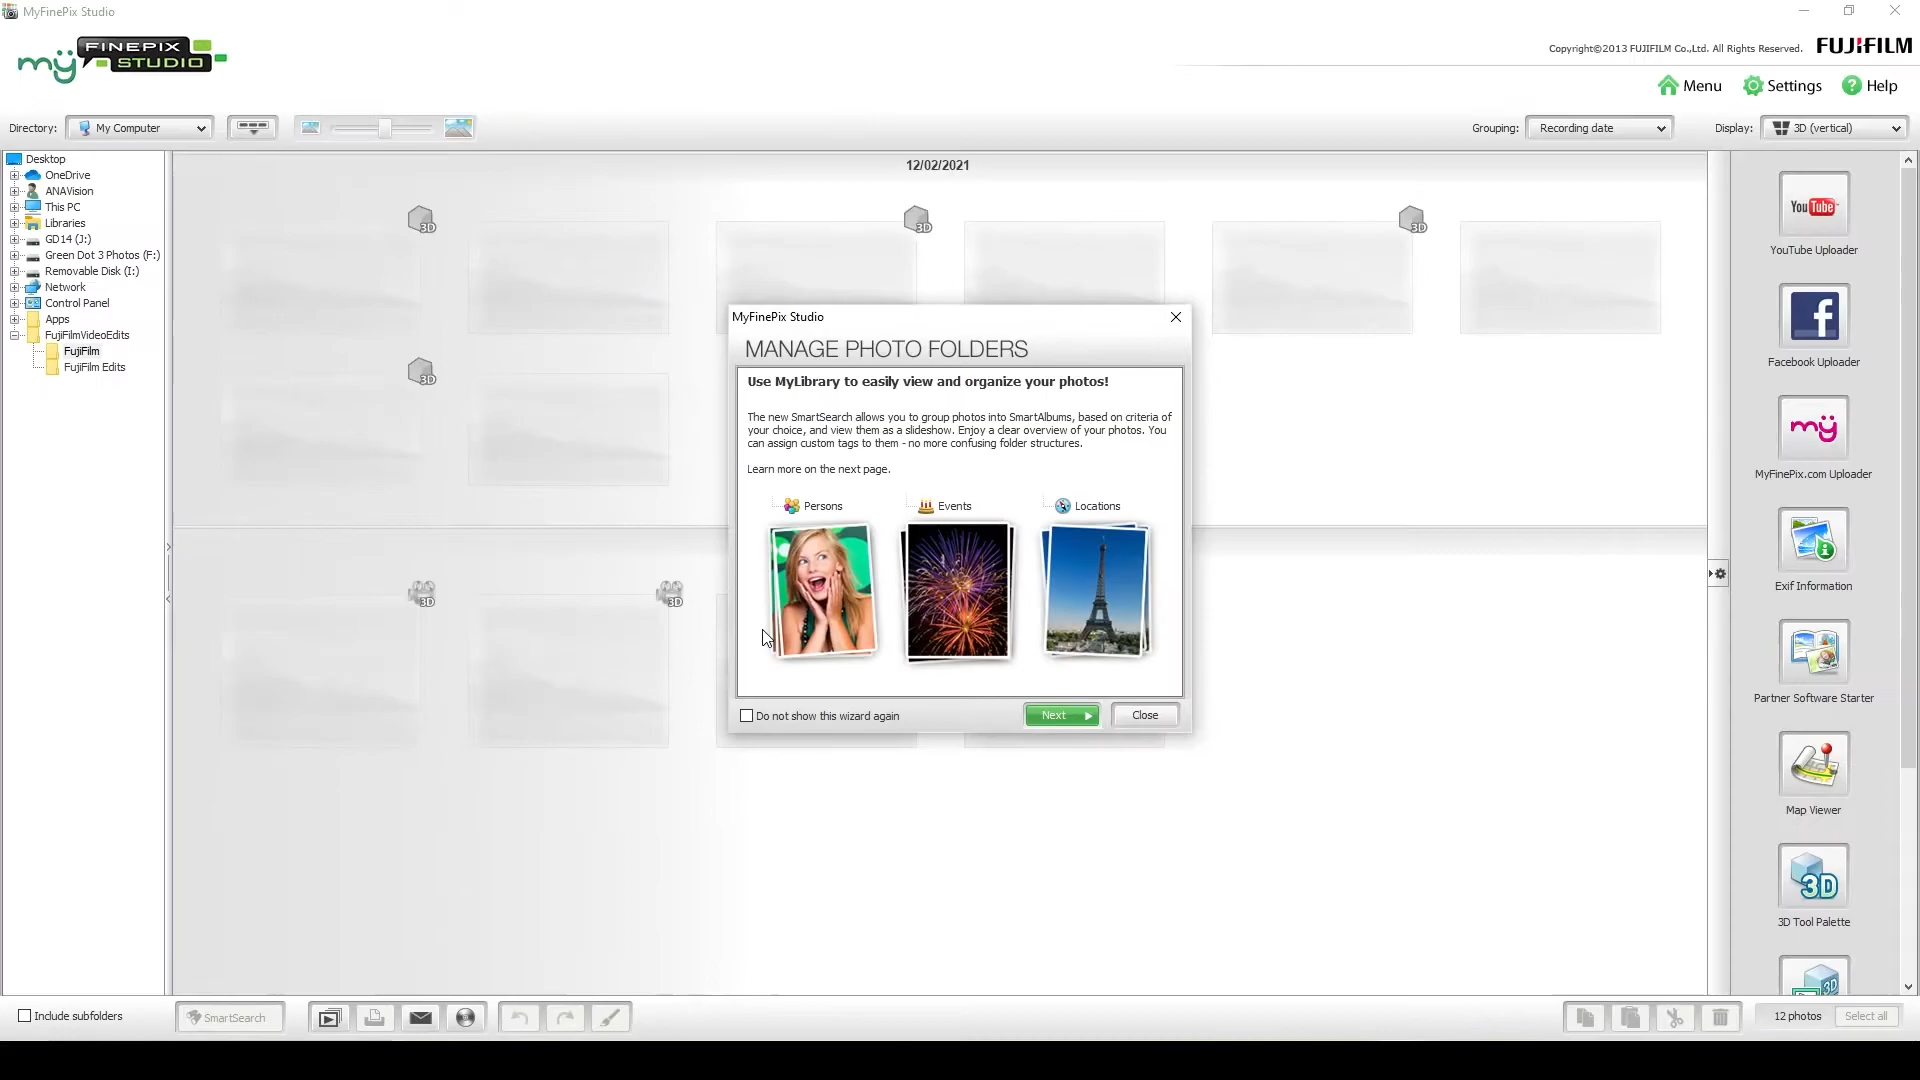 MyFinePix Studio
my FINEPIX STUDIO
Copyright©2013 FUJIFILM Co.,Ltd. All Rights Reserved. FUJIFILM
Menu Settings ? Help
Directory: My Computer Grouping: Recording date Display: 3D (vertical)
Desktop
OneDrive
ANAVision
This PC
Libraries
GD14 (J:)
Green Dot 3 Photos (F:)
Removable Disk (I:)
Network
Control Panel
Apps
FujiFilmVideoEdits
FujiFilm
FujiFilm Edits
12/02/2021
3D 3D 3D
3D
3D 3D
MyFinePix Studio
MANAGE PHOTO FOLDERS
Use MyLibrary to easily view and organize your photos!
The new SmartSearch allows you to group photos into SmartAlbums, based on criteria of
your choice, and view them as a slideshow. Enjoy a clear overview of your photos. You
can assign custom tags to them - no more confusing folder structures.
Learn more on the next page.
Persons Events Locations
Do not show this wizard again Next Close
YouTube
YouTube Uploader
f
Facebook Uploader
my
MyFinePix.com Uploader
i
Exif Information
Partner Software Starter
Map Viewer
3D
3D Tool Palette
3D
Include subfolders SmartSearch 12 photos Select all